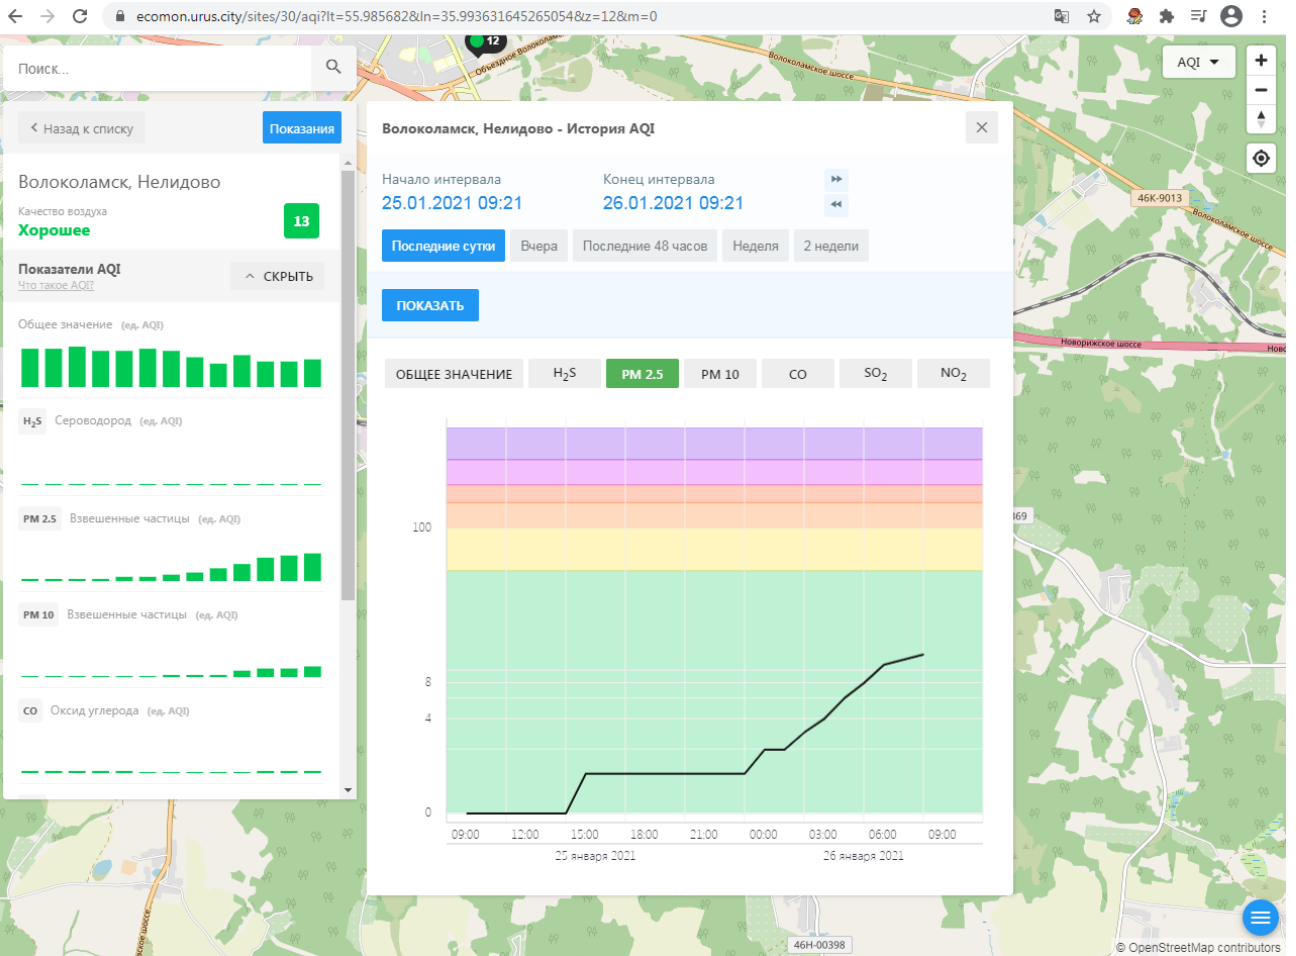 ecomon.urus.city/sites/30/aqi?lt=55.985682&ln=35.993631645265054&z=12&m=0
12
Объездное Волоколамск
Волоколамское шоссе
Поиск...
AQI
Назад к списку
Показания
Волоколамск, Нелидово - История AQI
Волоколамск, Нелидово
Качество воздуха
Хорошее
13
Начало интервала
Конец интервала
25.01.2021 09:21
26.01.2021 09:21
46К-9013
Волоколамское шоссе
Последние сутки
Вчера
Последние 48 часов
Неделя
2 недели
Показатели AQI
Что такое AQI?
СКРЫТЬ
ПОКАЗАТЬ
Общее значение (ед. AQI)
Новорижское шоссе
Ново
ОБЩЕЕ ЗНАЧЕНИЕ
H2S
PM 2.5
PM 10
CO
SO2
NO2
H2S Сероводород (ед. AQI)
PM 2.5 Взвешенные частицы (ед. AQI)
PM 10 Взвешенные частицы (ед. AQI)
CO Оксид углерода (ед. AQI)
100
8
4
0
369
09:00
12:00
15:00
18:00
21:00
00:00
03:00
06:00
09:00
25 января 2021
26 января 2021
46Н-00398
© OpenStreetMap contributors